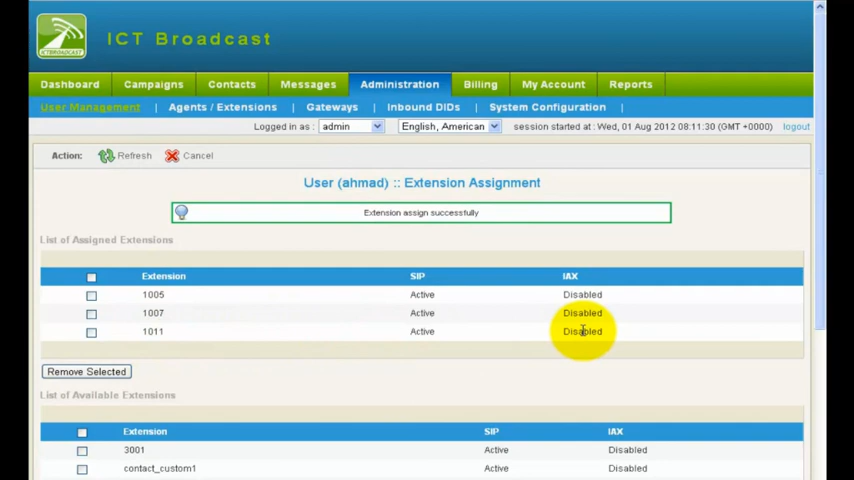 ICTBROADCAST
ICT Broadcast
Dashboard Campaigns Contacts Messages Administration Billing My Account Reports
User Management | Agents / Extensions | Gateways | Inbound DIDs | System Configuration |
Logged in as : admin English, American session started at : Wed, 01 Aug 2012 08:11:30 (GMT +0000) logout
Action: Refresh Cancel
User (ahmad) :: Extension Assignment
Extension assign successfully
List of Assigned Extensions
Extension SIP IAX
1005 Active Disabled
1007 Active Disabled
1011 Active Disabled
Remove Selected
List of Available Extensions
Extension SIP IAX
3001 Active Disabled
contact_custom1 Active Disabled